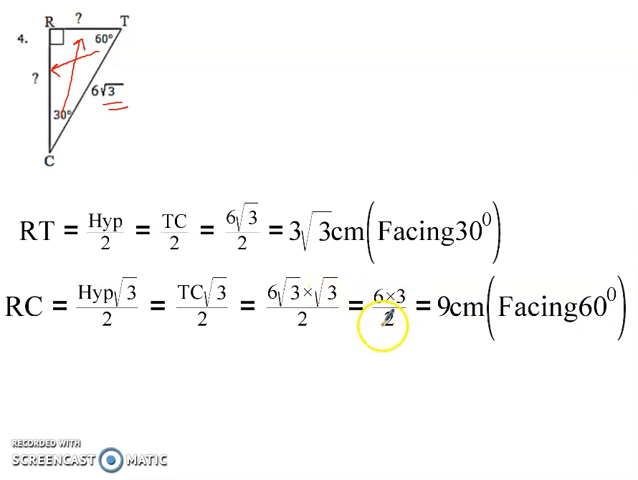 R ? T
4. 60°
?
6√3
30°
C
RT = Hyp/2 = TC/2 = 6√3/2 = 3√3cm(Facing30⁰)
RC = Hyp√3/2 = TC√3/2 = 6√3×√3/2 = 6×3/2 = 9cm(Facing60⁰)
RECORDED WITH
SCREENCAST MATIC